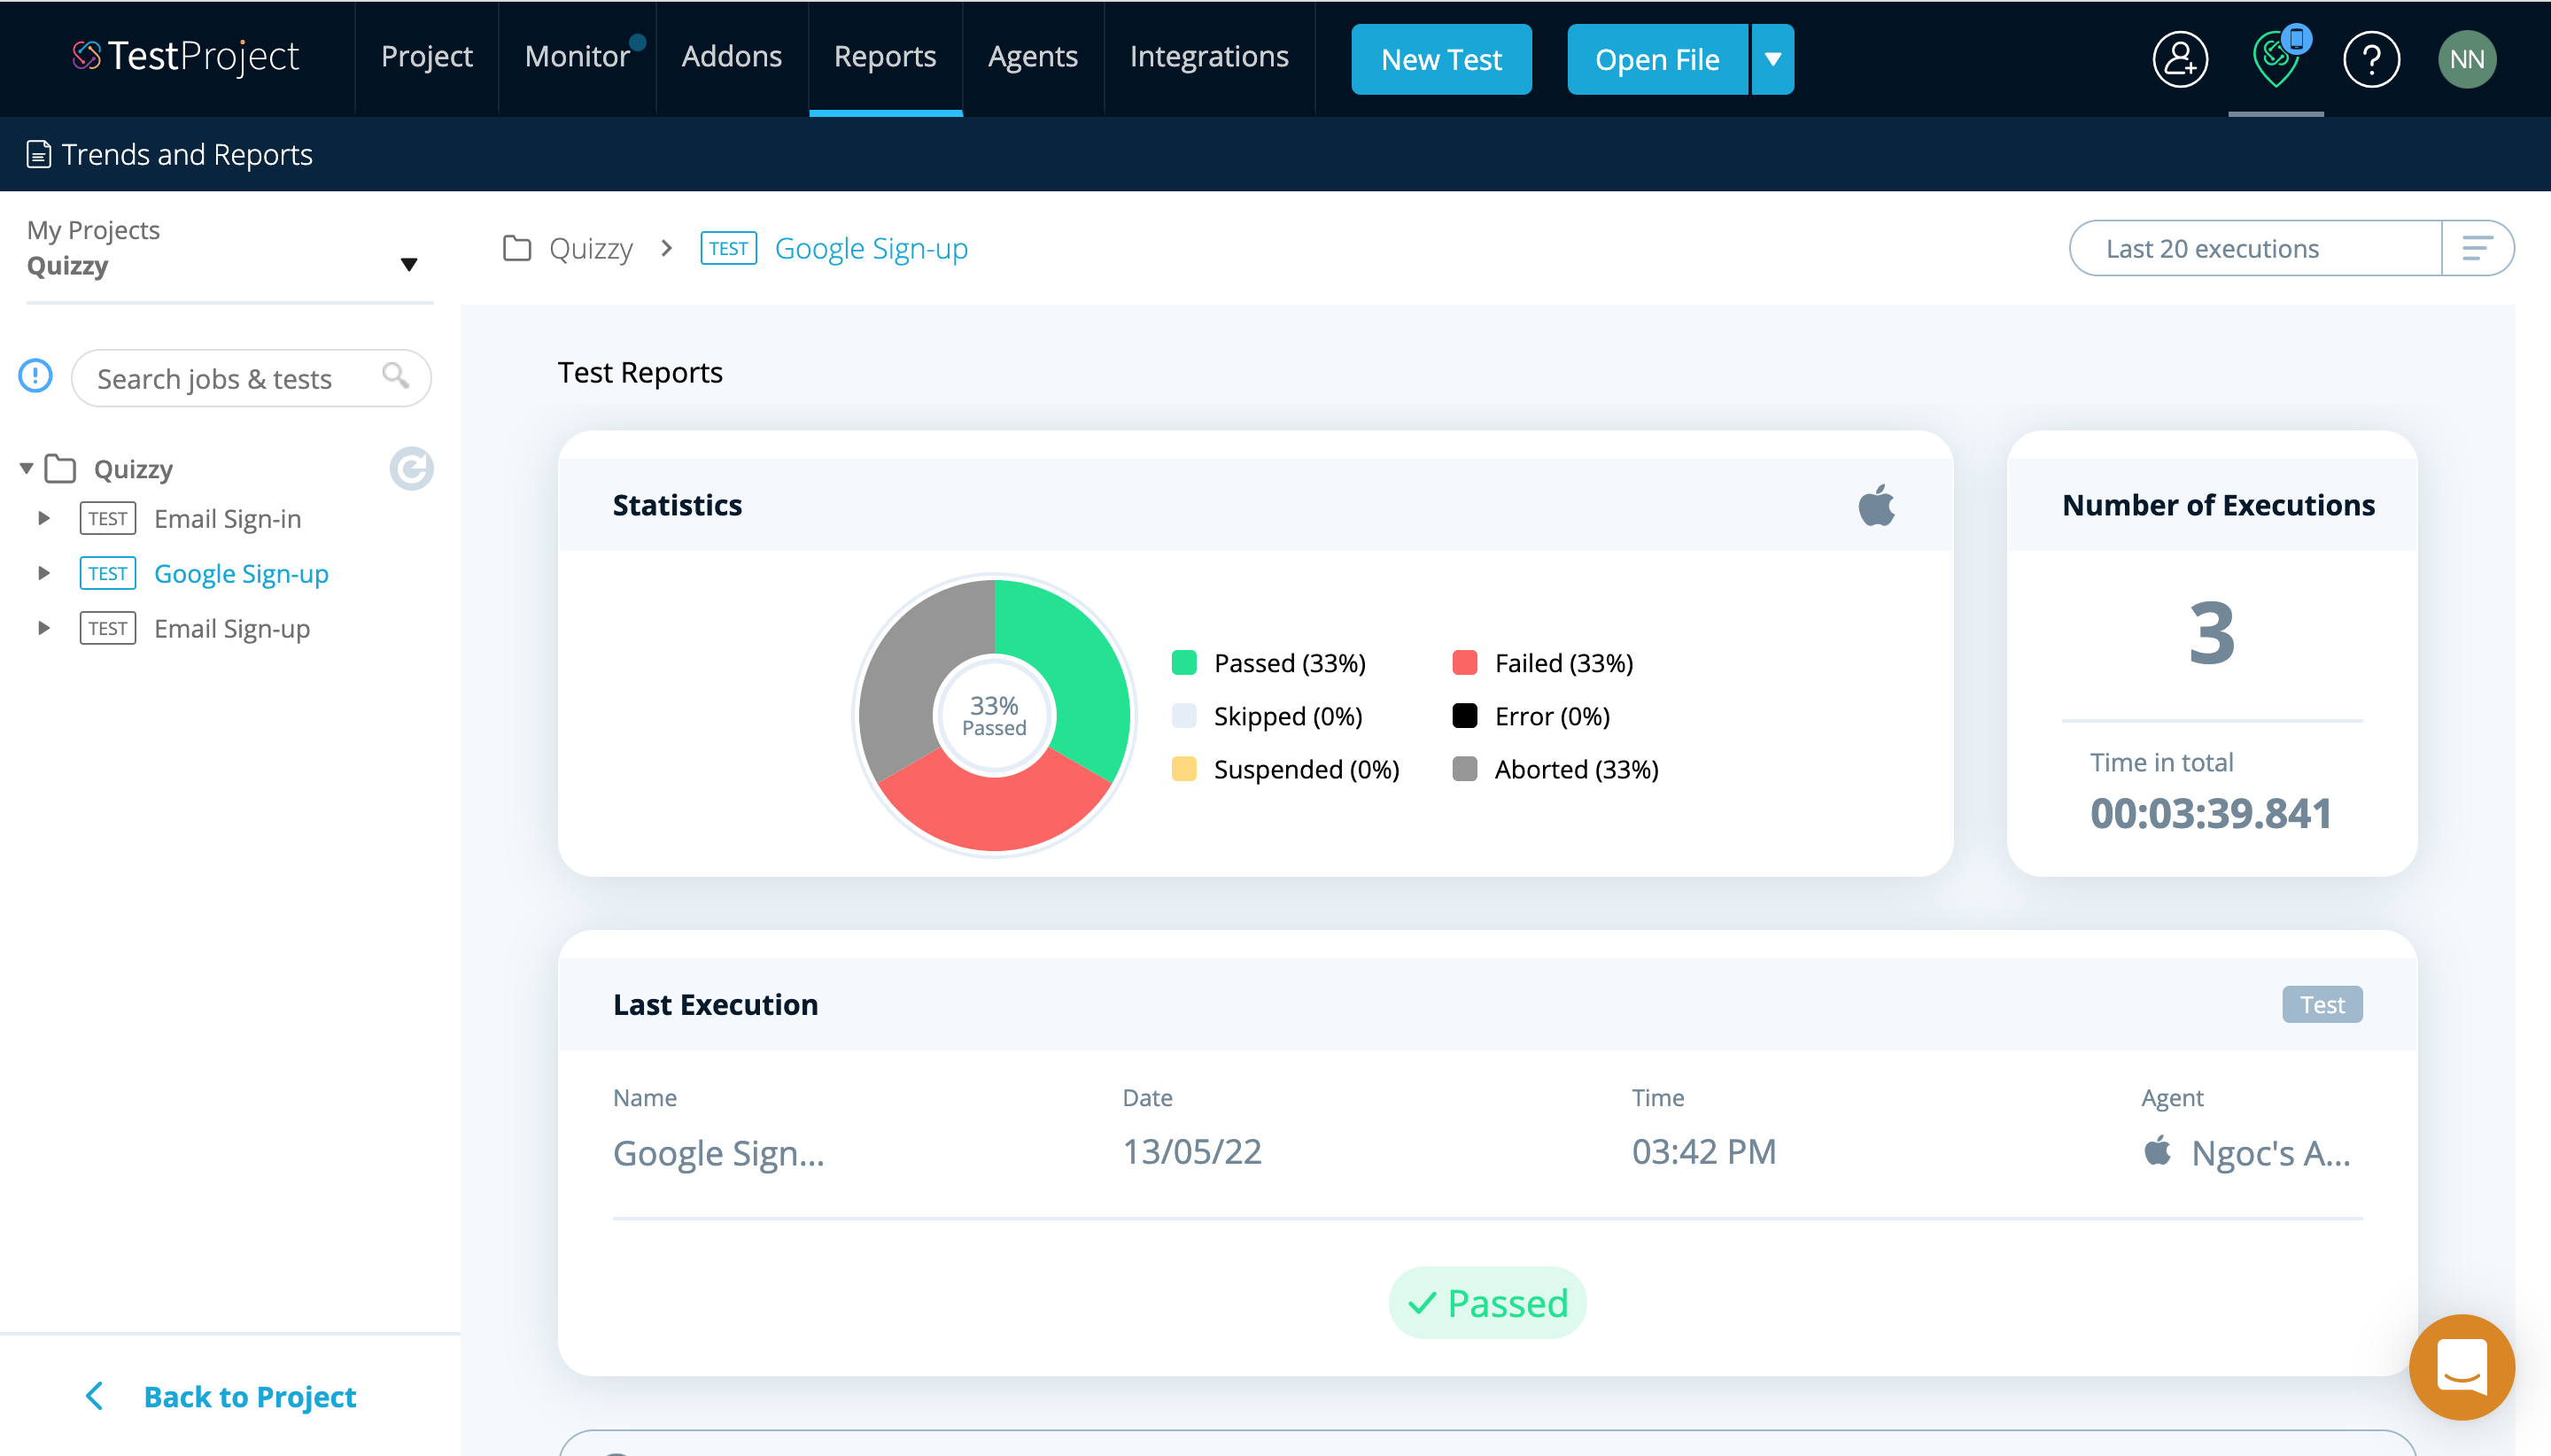 TestProject
Project
Monitor
Addons
Reports
Agents
Integrations
New Test
Open File
?
NN
Trends and Reports
My Projects
Quizzy
Quizzy > TEST Google Sign-up
Last 20 executions
Search jobs & tests
Quizzy
TEST Email Sign-in
TEST Google Sign-up
TEST Email Sign-up
Back to Project
Test Reports
Statistics
33%
Passed
Passed (33%)
Failed (33%)
Skipped (0%)
Error (0%)
Suspended (0%)
Aborted (33%)
Number of Executions
3
Time in total
00:03:39.841
Last Execution
Test
Name
Date
Time
Agent
Google Sign...
13/05/22
03:42 PM
Ngoc's A...
Passed